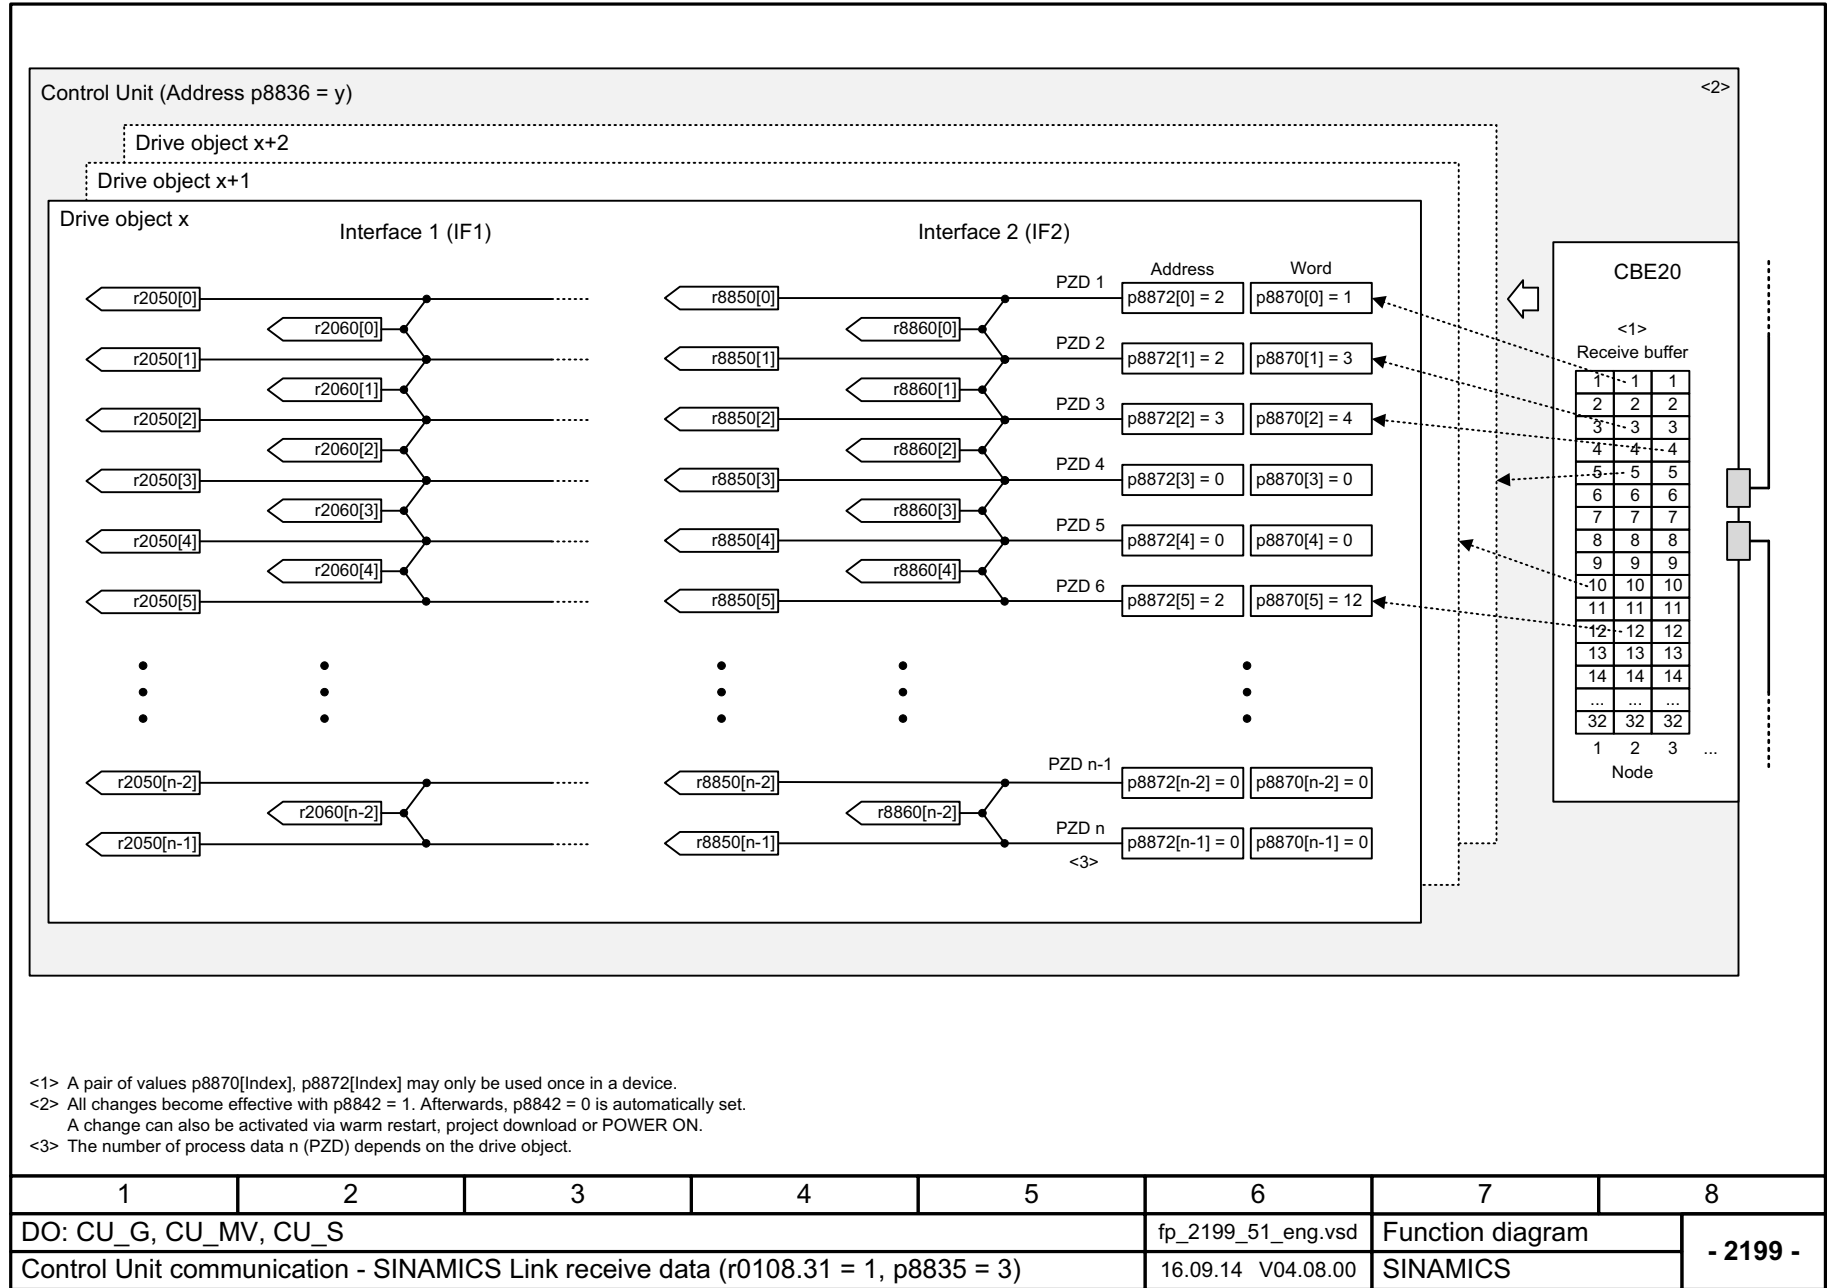 Control Unit (Address p8836 = y)
<2>
Drive object x+2
Drive object x+1
Drive object x
Interface 1 (IF1)
Interface 2 (IF2)
Address
Word
CBE20
r2050[0]
r8850[0]
PZD 1
p8872[0] = 2
p8870[0] = 1
r2060[0]
r8860[0]
<1>
r2050[1]
r8850[1]
PZD 2
p8872[1] = 2
p8870[1] = 3
Receive buffer
r2060[1]
r8860[1]
r2050[2]
r8850[2]
PZD 3
p8872[2] = 3
p8870[2] = 4
r2060[2]
r8860[2]
r2050[3]
r8850[3]
PZD 4
p8872[3] = 0
p8870[3] = 0
r2060[3]
r8860[3]
r2050[4]
r8850[4]
PZD 5
p8872[4] = 0
p8870[4] = 0
r2060[4]
r8860[4]
r2050[5]
r8850[5]
PZD 6
p8872[5] = 2
p8870[5] = 12
1 1 1
2 2 2
3 3 3
4 4 4
5 5 5
6 6 6
7 7 7
8 8 8
9 9 9
10 10 10
11 11 11
12 12 12
13 13 13
14 14 14
... ... ...
32 32 32
1 2 3 ...
Node
r2050[n-2]
r8850[n-2]
PZD n-1
p8872[n-2] = 0
p8870[n-2] = 0
r2060[n-2]
r8860[n-2]
r2050[n-1]
r8850[n-1]
PZD n
p8872[n-1] = 0
p8870[n-1] = 0
<3>
<1> A pair of values p8870[Index], p8872[Index] may only be used once in a device.
<2> All changes become effective with p8842 = 1. Afterwards, p8842 = 0 is automatically set.
A change can also be activated via warm restart, project download or POWER ON.
<3> The number of process data n (PZD) depends on the drive object.
1 2 3 4 5 6 7 8
DO: CU_G, CU_MV, CU_S
fp_2199_51_eng.vsd
Function diagram
- 2199 -
Control Unit communication - SINAMICS Link receive data (r0108.31 = 1, p8835 = 3)
16.09.14 V04.08.00
SINAMICS